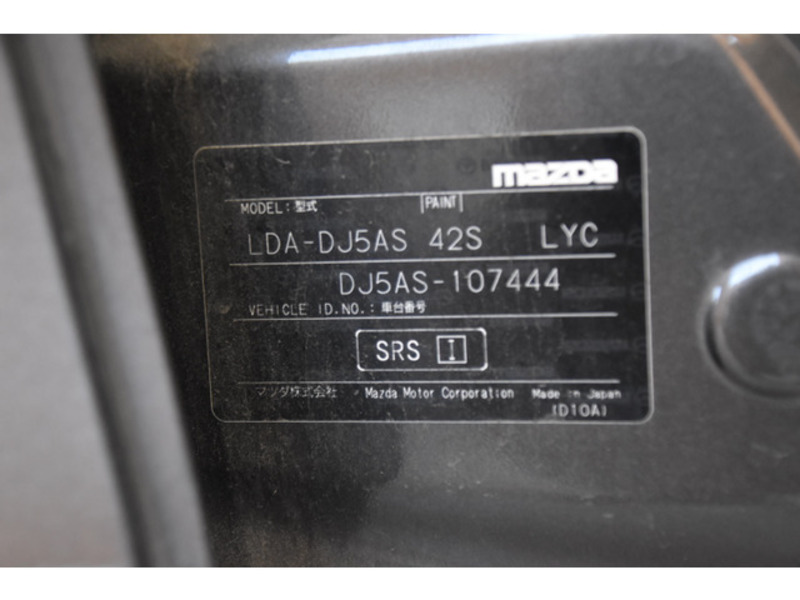 mazda
MODEL:型式 PAINT
LDA-DJ5AS 42S LYC
DJ5AS-107444
VEHICLE ID.NO.:車台番号
SRS I
マツダ株式会社 Mazda Motor Corporation Made in Japan
(D10A)